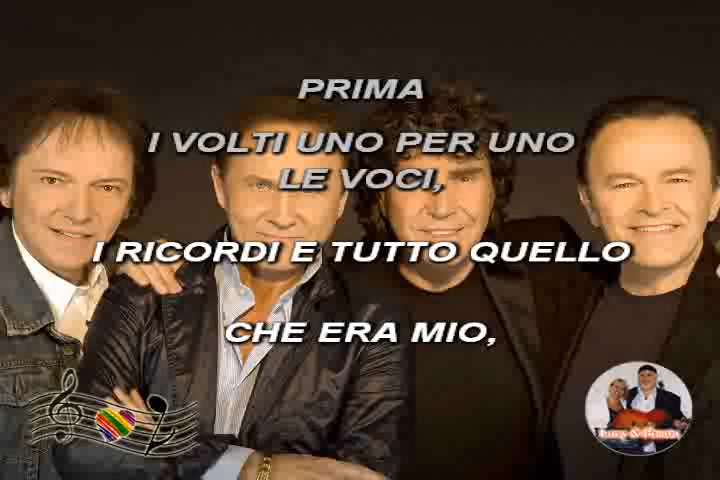 PRIMA
I VOLTI UNO PER UNO
LE VOCI,
I RICORDI E TUTTO QUELLO
CHE ERA MIO,